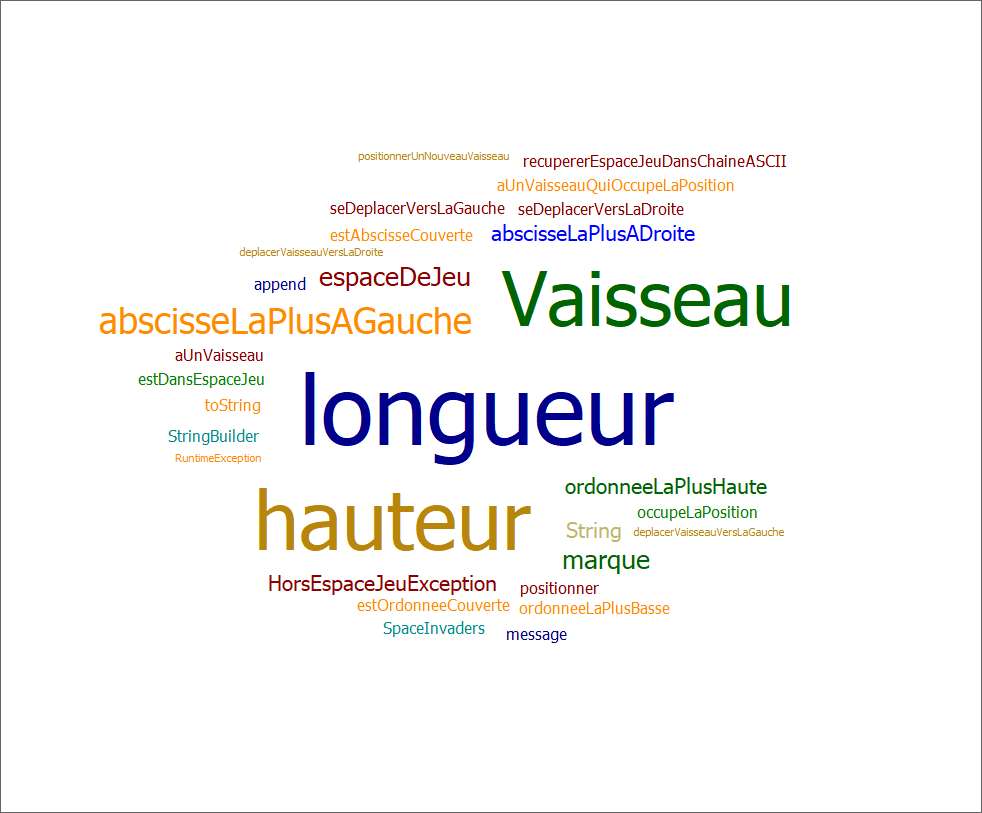 positionnerUnNouveauVaisseau
recupererEspaceJeuDansChaineASCII
aUnVaisseauQuiOccupeLaPosition
seDeplacerVersLaGauche
seDeplacerVersLaDroite
estAbscisseCouverte
abscisseLaPlusADroite
deplacerVaisseauVersLaDroite
espaceDeJeu
append
Vaisseau
abscisseLaPlusAGauche
aUnVaisseau
estDansEspaceJeu
toString
longueur
StringBuilder
RuntimeException
ordonneeLaPlusHaute
occupeLaPosition
hauteur
String
deplacerVaisseauVersLaGauche
marque
HorsEspaceJeuException
positionner
estOrdonneeCouverte
ordonneeLaPlusBasse
SpaceInvaders
message